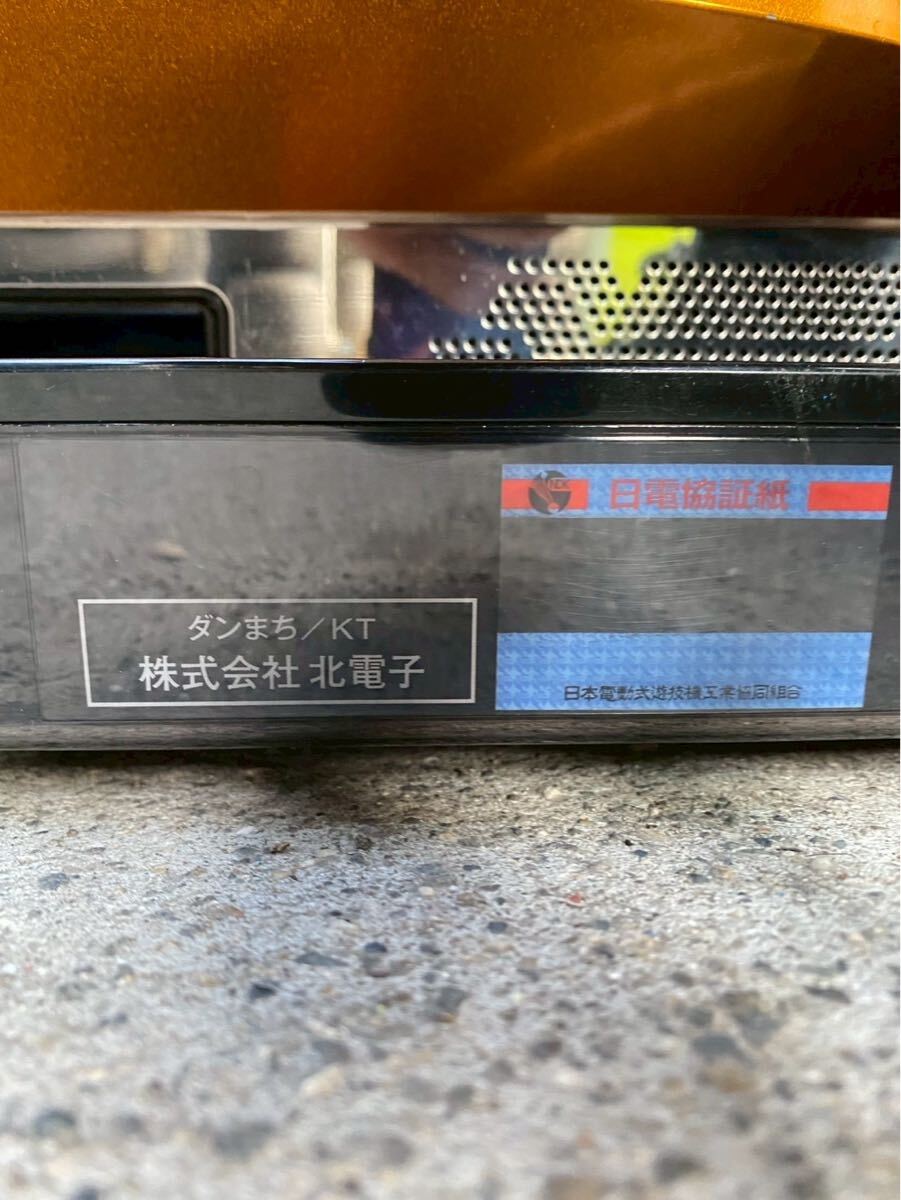 日電協証紙
ダンまち/KT
株式会社 北電子
日本電動式遊技機工業協同組合